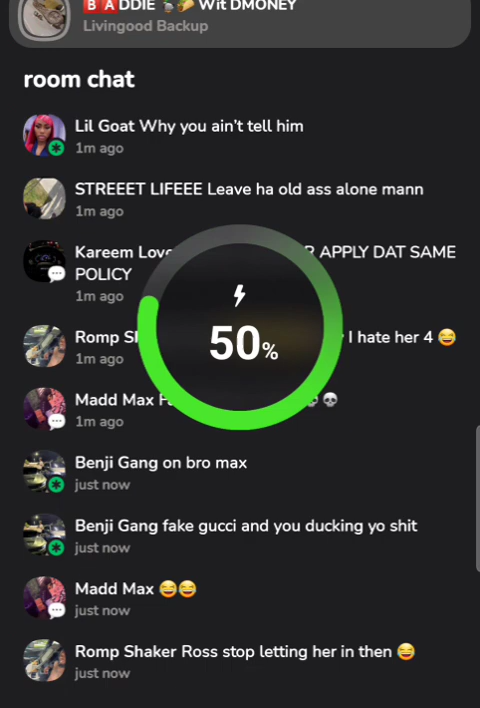 BADDIE 🗿🌮 Wit DMONEY
Livingood Backup
room chat
Lil Goat Why you ain't tell him
1m ago
STREEET LIFEEE Leave ha old ass alone mann
1m ago
Kareem Love APPLY DAT SAME
POLICY
1m ago
50%
Romp I hate her 4 😂
1m ago
Madd Max 💀
1m ago
Benji Gang on bro max
just now
Benji Gang fake gucci and you ducking yo shit
just now
Madd Max 😂😂
just now
Romp Shaker Ross stop letting her in then 😂
just now